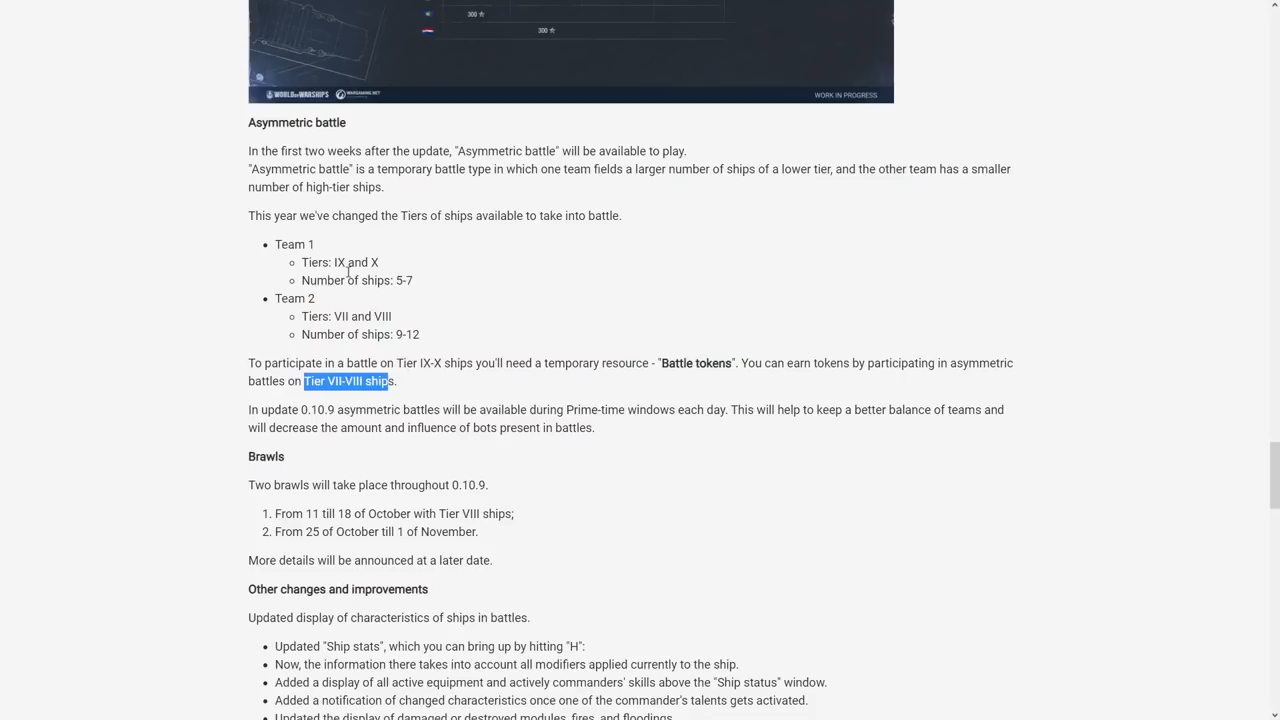 300
300
WORLD OF WARSHIPS WARGAMING.NET WORK IN PROGRESS
Asymmetric battle
In the first two weeks after the update, "Asymmetric battle" will be available to play.
"Asymmetric battle" is a temporary battle type in which one team fields a larger number of ships of a lower tier, and the other team has a smaller
number of high-tier ships.
This year we've changed the Tiers of ships available to take into battle.
• Team 1
Tiers: IX and X
Number of ships: 5-7
• Team 2
Tiers: VII and VIII
Number of ships: 9-12
To participate in a battle on Tier IX-X ships you'll need a temporary resource - "Battle tokens". You can earn tokens by participating in asymmetric
battles on Tier VII-VIII ships.
In update 0.10.9 asymmetric battles will be available during Prime-time windows each day. This will help to keep a better balance of teams and
will decrease the amount and influence of bots present in battles.
Brawls
Two brawls will take place throughout 0.10.9.
1. From 11 till 18 of October with Tier VIII ships;
2. From 25 of October till 1 of November.
More details will be announced at a later date.
Other changes and improvements
Updated display of characteristics of ships in battles.
• Updated "Ship stats", which you can bring up by hitting "H":
• Now, the information there takes into account all modifiers applied currently to the ship.
• Added a display of all active equipment and actively commanders' skills above the "Ship status" window.
• Added a notification of changed characteristics once one of the commander's talents gets activated.
• Updated the display of damaged or destroyed modules, fires, and floodings.